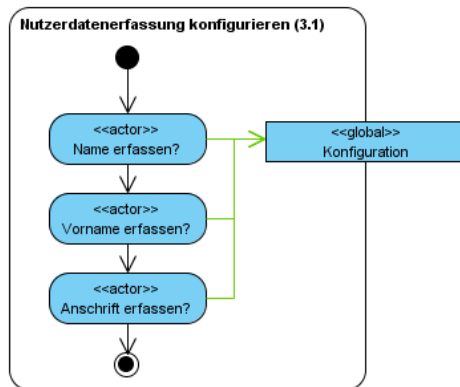 Nutzerdatenerfassung konfigurieren (3.1)
<<actor>>
Name erfassen?
<<global>>
Konfiguration
<<actor>>
Vorname erfassen?
<<actor>>
Anschrift erfassen?